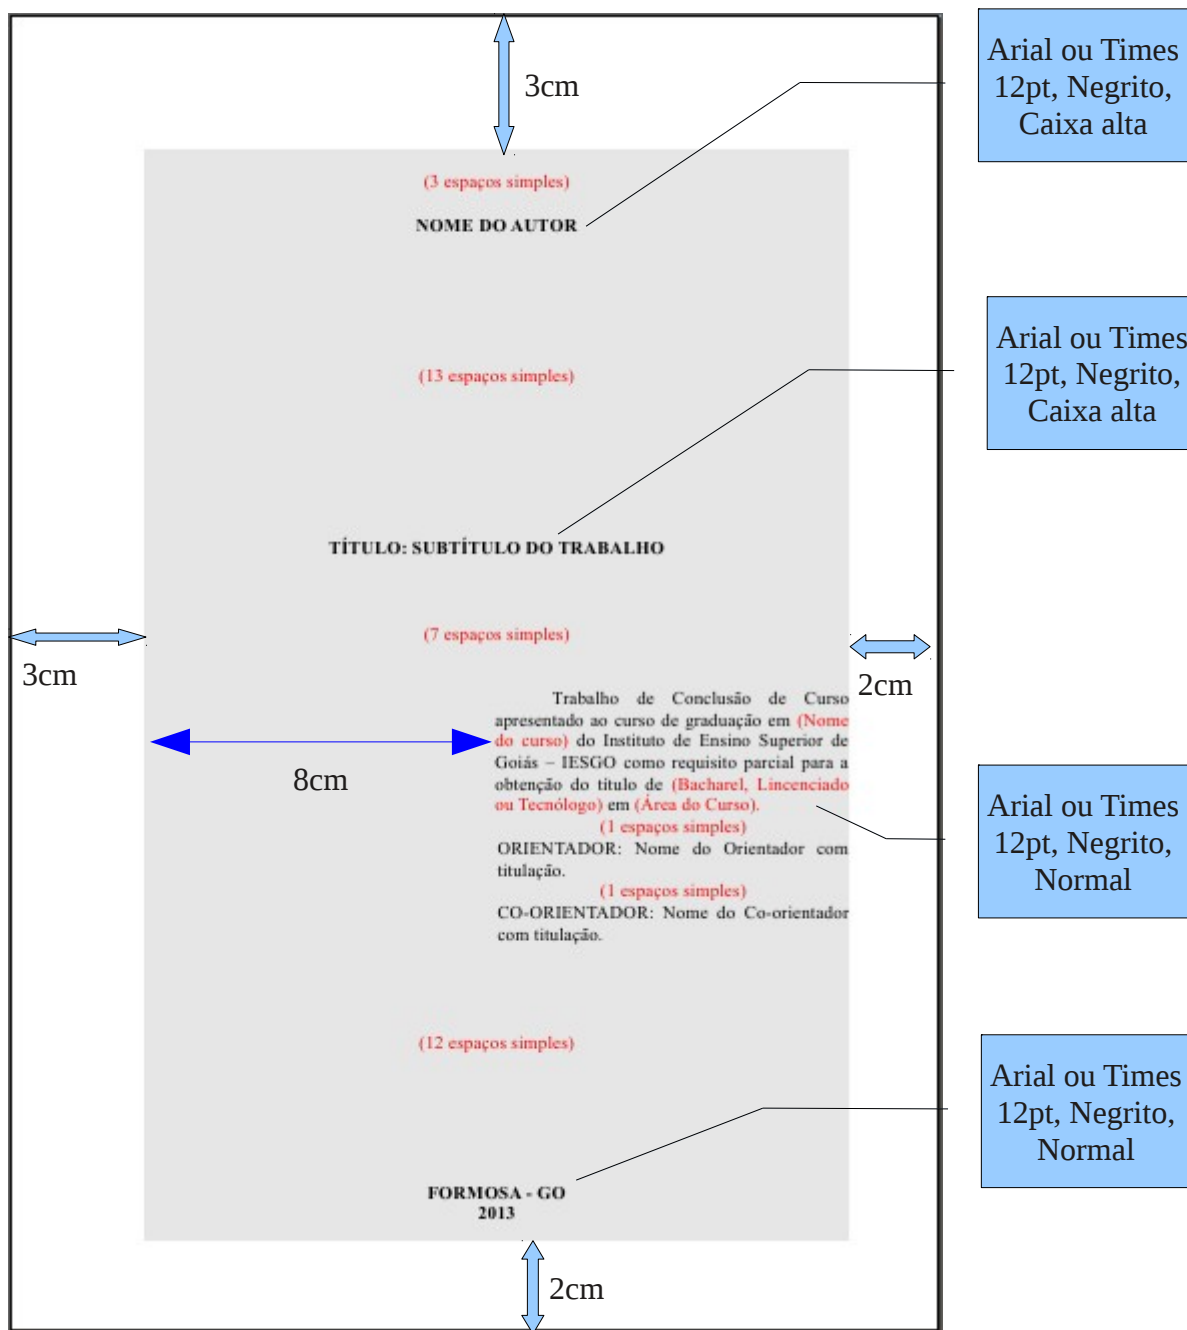 3cm
Arial ou Times
12pt, Negrito,
Caixa alta
(3 espaços simples)
NOME DO AUTOR
(13 espaços simples)
Arial ou Times
12pt, Negrito,
Caixa alta
TÍTULO: SUBTÍTULO DO TRABALHO
(7 espaços simples)
3cm
2cm
8cm
Trabalho de Conclusão de Curso
apresentado ao curso de graduação em (Nome
do curso) do Instituto de Ensino Superior de
Goiás – IESGO como requisito parcial para a
obtenção do título de (Bacharel, Lincenciado
ou Tecnólogo) em (Área do Curso).
(1 espaços simples)
ORIENTADOR: Nome do Orientador com
titulação.
(1 espaços simples)
CO-ORIENTADOR: Nome do Co-orientador
com titulação.
Arial ou Times
12pt, Negrito,
Normal
(12 espaços simples)
Arial ou Times
12pt, Negrito,
Normal
FORMOSA - GO
2013
2cm